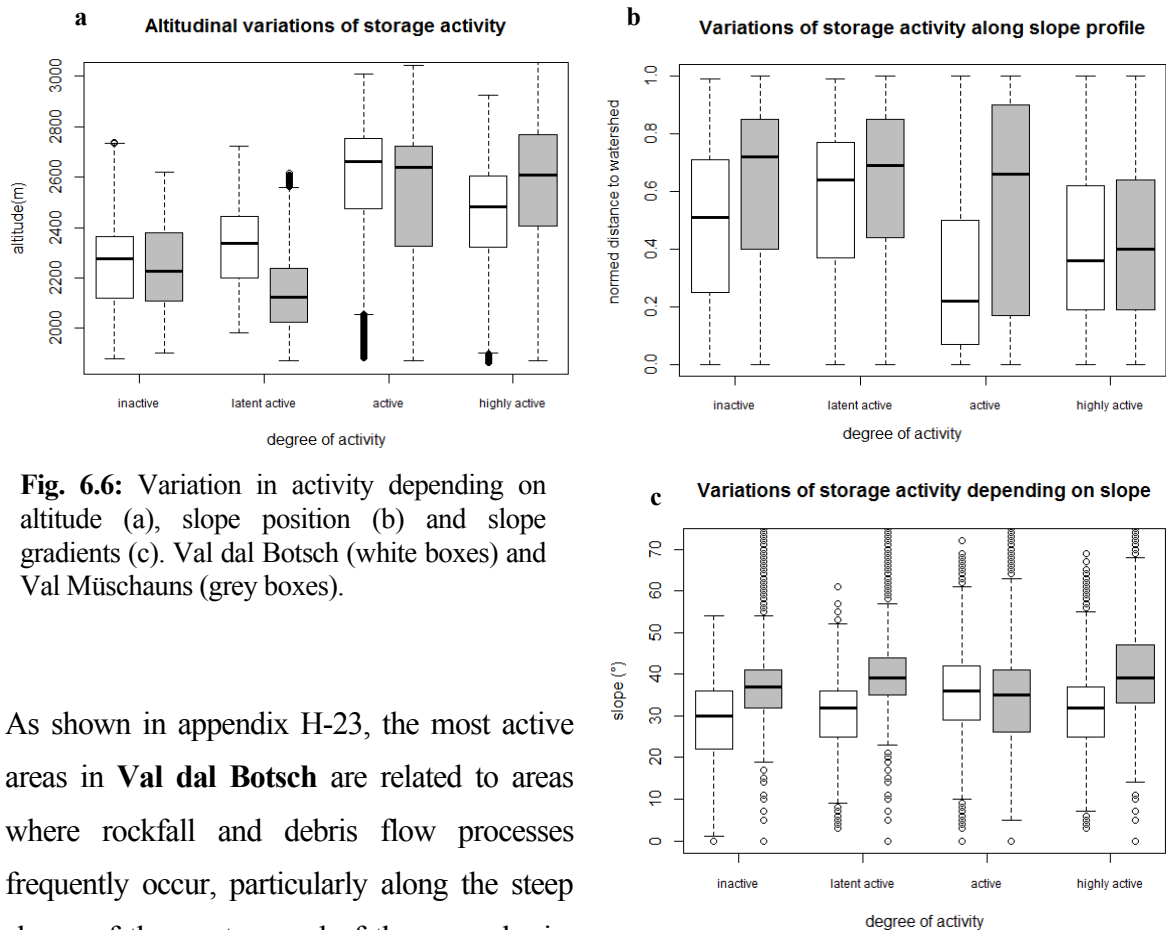 a
Altitudinal variations of storage activity
3000
2800
2600
2400
2200
2000
altitude(m)
inactive latent active active highly active
degree of activity
b
Variations of storage activity along slope profile
1.0
0.8
0.6
0.4
0.2
0.0
normed distance to watershed
inactive latent active active highly active
degree of activity
Fig. 6.6: Variation in activity depending on
altitude (a), slope position (b) and slope
gradients (c). Val dal Botsch (white boxes) and
Val Müschauns (grey boxes).
c
Variations of storage activity depending on slope
70
60
50
40
30
20
10
0
slope (°)
inactive latent active active highly active
degree of activity
As shown in appendix H-23, the most active
areas in Val dal Botsch are related to areas
where rockfall and debris flow processes
frequently occur, particularly along the steep